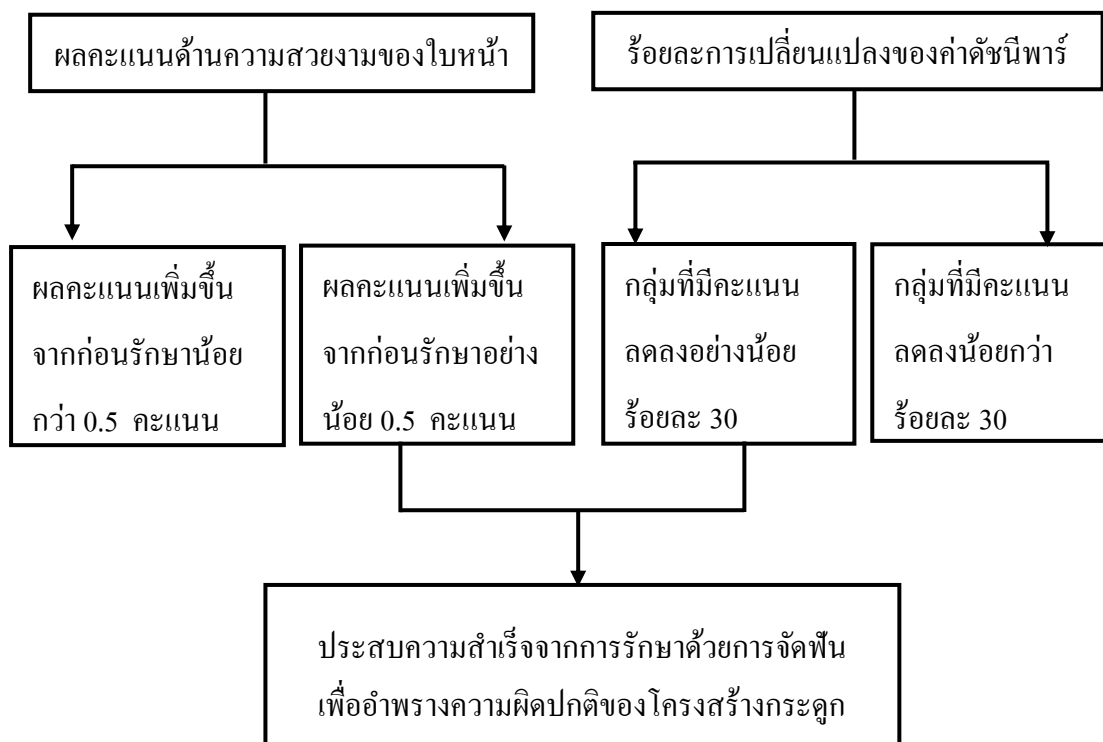 ผลคะแนนด้านความสวยงามของใบหน้า
ร้อยละการเปลี่ยนแปลงของค่าดัชนีพาร์
ผลคะแนนเพิ่มขึ้น
จากก่อนรักษาน้อย
กว่า 0.5 คะแนน
ผลคะแนนเพิ่มขึ้น
จากก่อนรักษาอย่าง
น้อย 0.5 คะแนน
กลุ่มที่มีคะแนน
ลดลงอย่างน้อย
ร้อยละ 30
กลุ่มที่มีคะแนน
ลดลงน้อยกว่า
ร้อยละ 30
ประสบความสำเร็จจากการรักษาด้วยการจัดฟัน
เพื่ออำพรางความผิดปกติของโครงสร้างกระดูก